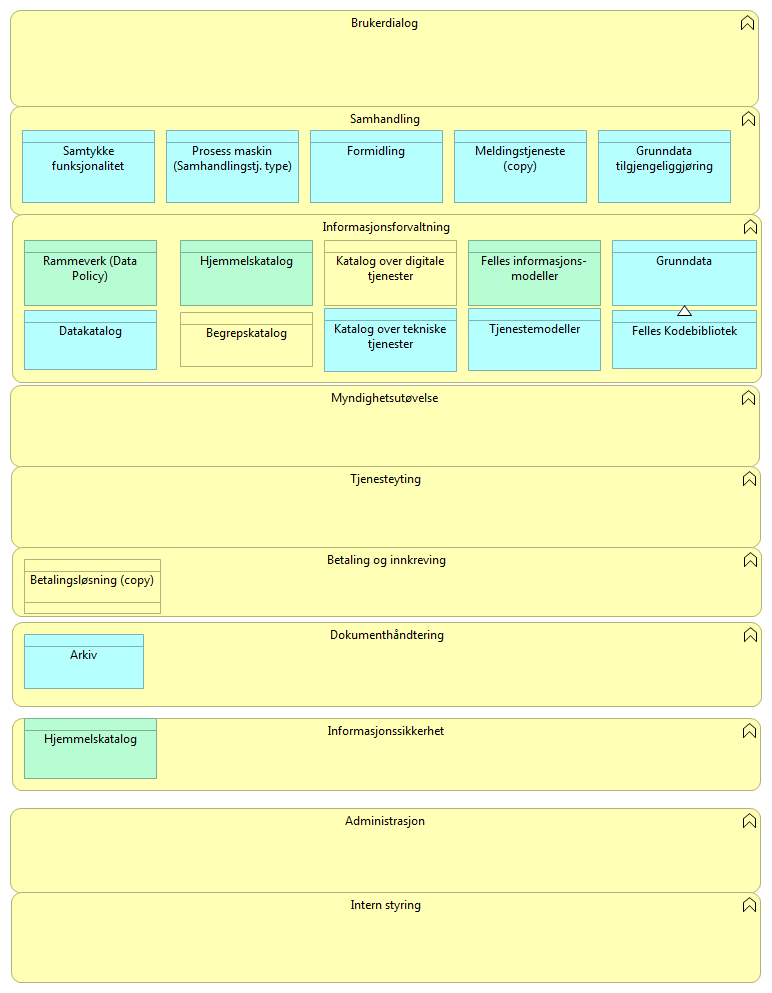 Brukerdialog
Samhandling
Samtykke
funksjonalitet
Prosess maskin
(Samhandlingstj. type)
Formidling
Meldingstjeneste
(copy)
Grunndata
tilgjengeliggjøring
Informasjonsforvaltning
Rammeverk (Data
Policy)
Hjemmelskatalog
Katalog over digitale
tjenester
Felles informasjons-
modeller
Grunndata
Datakatalog
Begrepskatalog
Katalog over tekniske
tjenester
Tjenestemodeller
Felles Kodebibliotek
Myndighetsutøvelse
Tjenesteyting
Betaling og innkreving
Betalingsløsning (copy)
Dokumenthåndtering
Arkiv
Informasjonssikkerhet
Hjemmelskatalog
Administrasjon
Intern styring